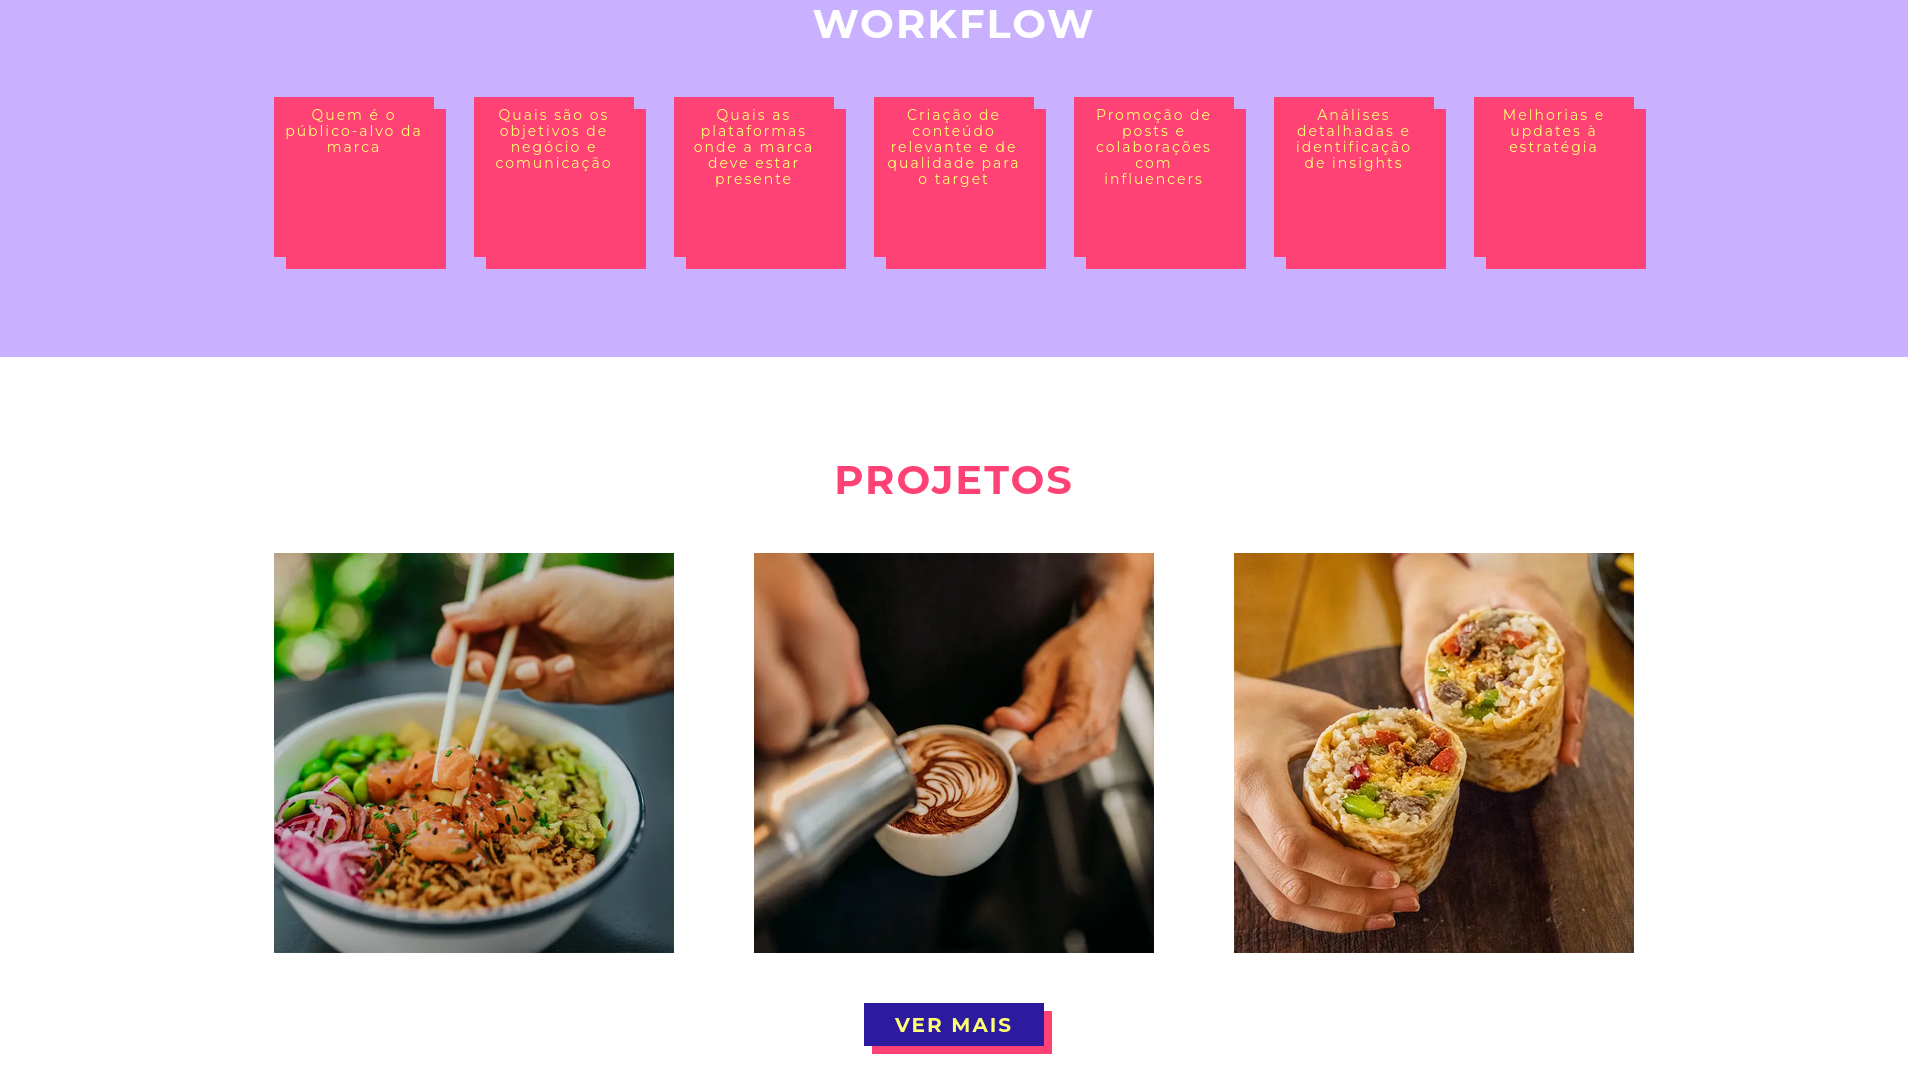 WORKFLOW
Quem é o
público-alvo da
marca
Quais são os
objetivos de
negócio e
comunicação
Quais as
plataformas
onde a marca
deve estar
presente
Criação de
conteúdo
relevante e de
qualidade para
o target
Promoção de
posts e
colaborações
com
influencers
Análises
detalhadas e
identificação
de insights
Melhorias e
updates à
estratégia
PROJETOS
VER MAIS